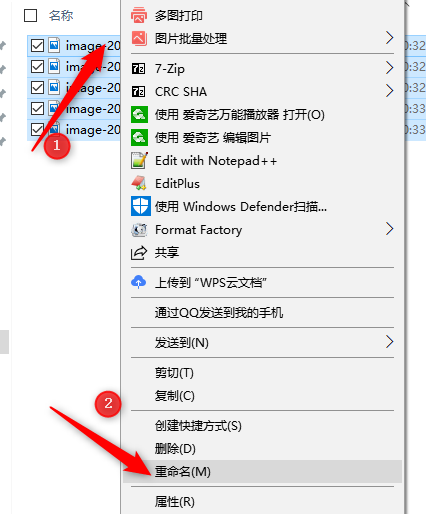 名称
多图打印
图片批量处理
image-20
0:32
image-20
7-Zip
0:32
image-20
CRC SHA
0:33
image-20
使用 爱奇艺万能播放器 打开(O)
0:33
image-20
使用 爱奇艺 编辑图片
0:33
1
Edit with Notepad++
EditPlus
使用 Windows Defender扫描...
Format Factory
共享
上传到 “WPS云文档”
通过QQ发送到我的手机
发送到(N)
剪切(T)
复制(C)
2
创建快捷方式(S)
删除(D)
重命名(M)
属性(R)